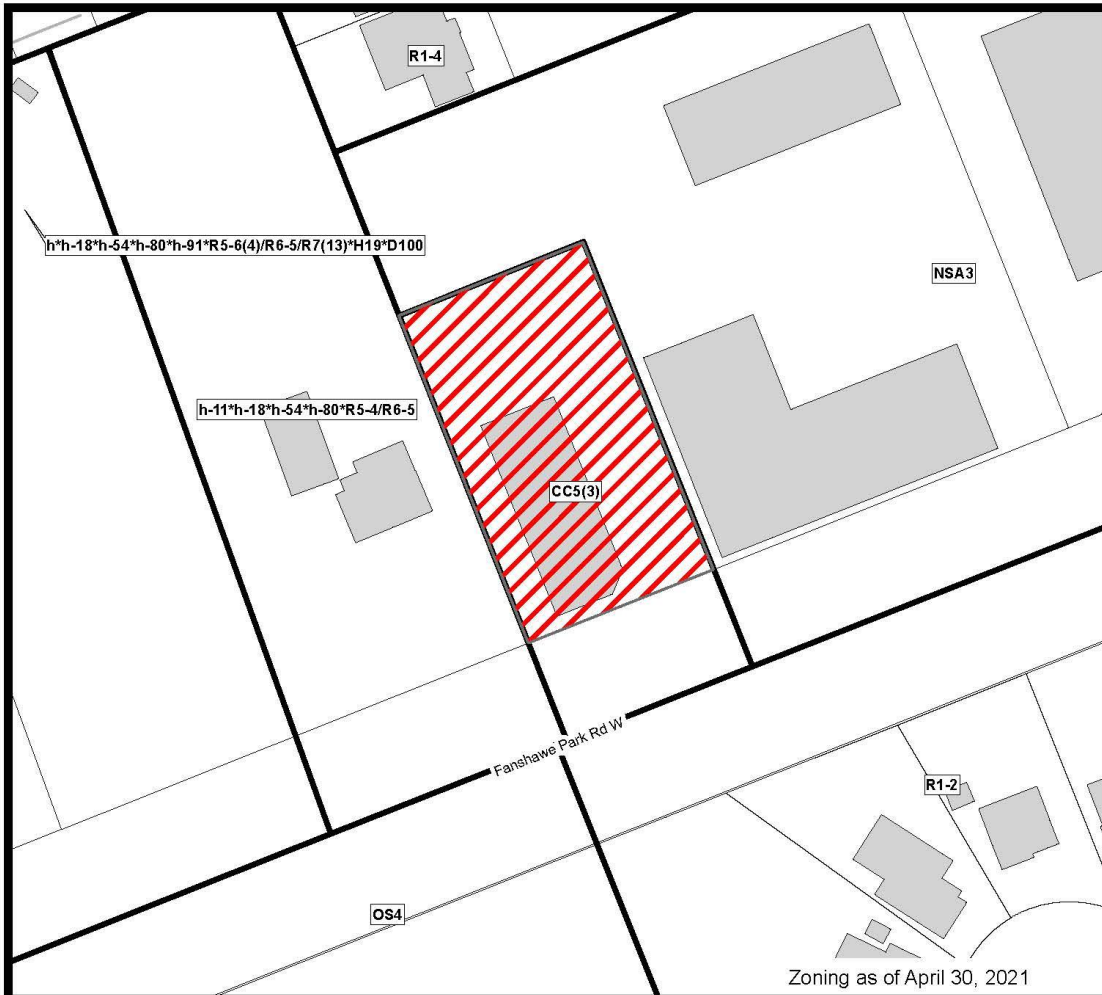 R1-4
h*h-18*h-54*h-80*h-91*R5-6(4)/R6-5/R7(13)*H19*D100
NSA3
h-11*h-18*h-54*h-80*R5-4/R6-5
CC5(3)
Fanshawe Park Rd W
R1-2
OS4
Zoning as of April 30, 2021